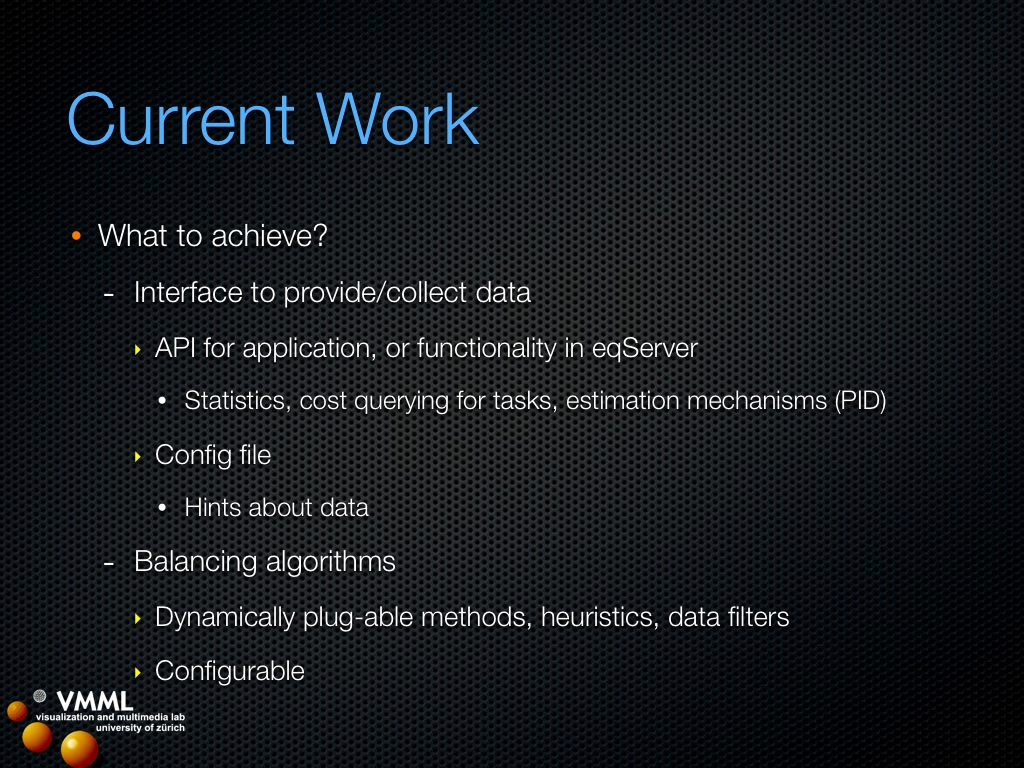 Current Work
• What to achieve?
- Interface to provide/collect data
‣ API for application, or functionality in eqServer
• Statistics, cost querying for tasks, estimation mechanisms (PID)
‣ Config file
• Hints about data
- Balancing algorithms
‣ Dynamically plug-able methods, heuristics, data filters
‣ Configurable
VMML
visualization and multimedia lab
university of zürich